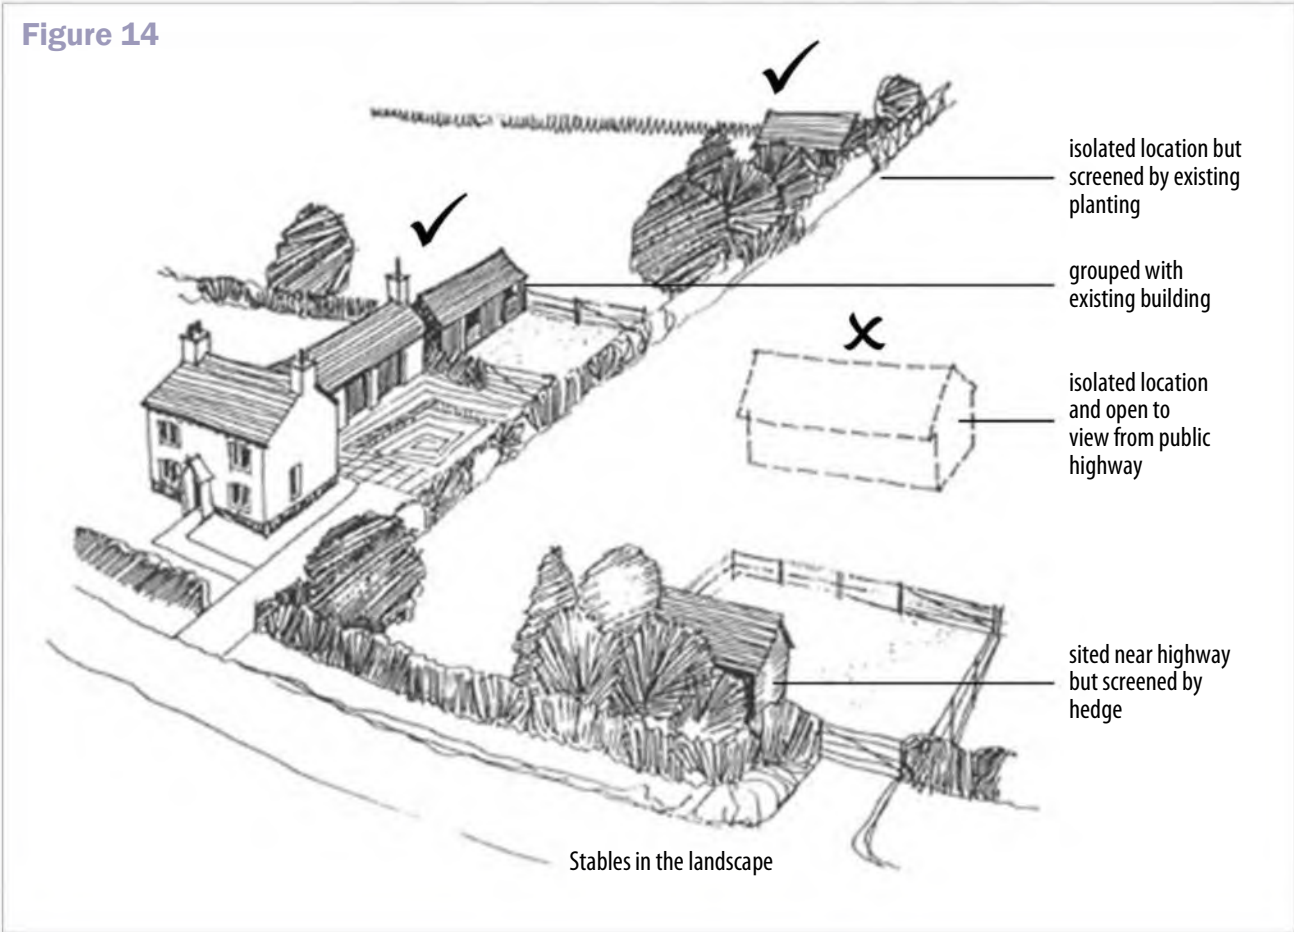 Figure 14
isolated location but
screened by existing
planting
grouped with
existing building
isolated location
and open to
view from public
highway
sited near highway
but screened by
hedge
Stables in the landscape